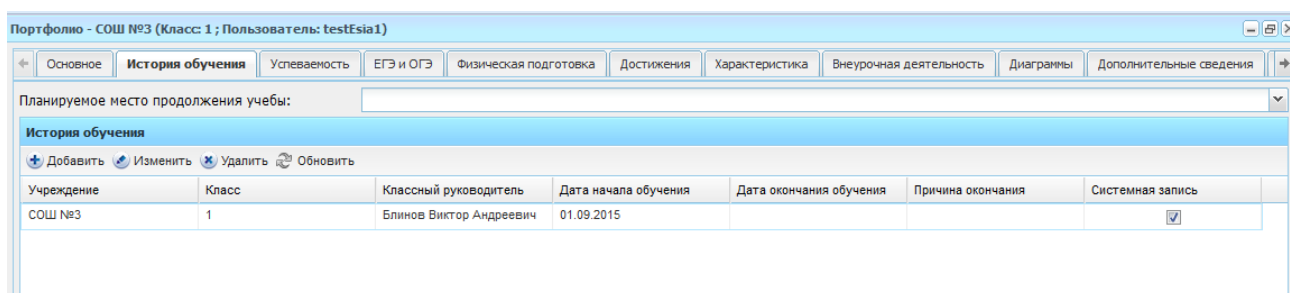 Портфолио - СОШ №3 (Класс: 1 ; Пользователь: testEsia1)
Основное История обучения Успеваемость ЕГЭ и ОГЭ Физическая подготовка Достижения Характеристика Внеурочная деятельность Диаграммы Дополнительные сведения
Планируемое место продолжения учебы:
История обучения
Добавить Изменить Удалить Обновить
Учреждение Класс Классный руководитель Дата начала обучения Дата окончания обучения Причина окончания Системная запись
СОШ №3 1 Блинов Виктор Андреевич 01.09.2015